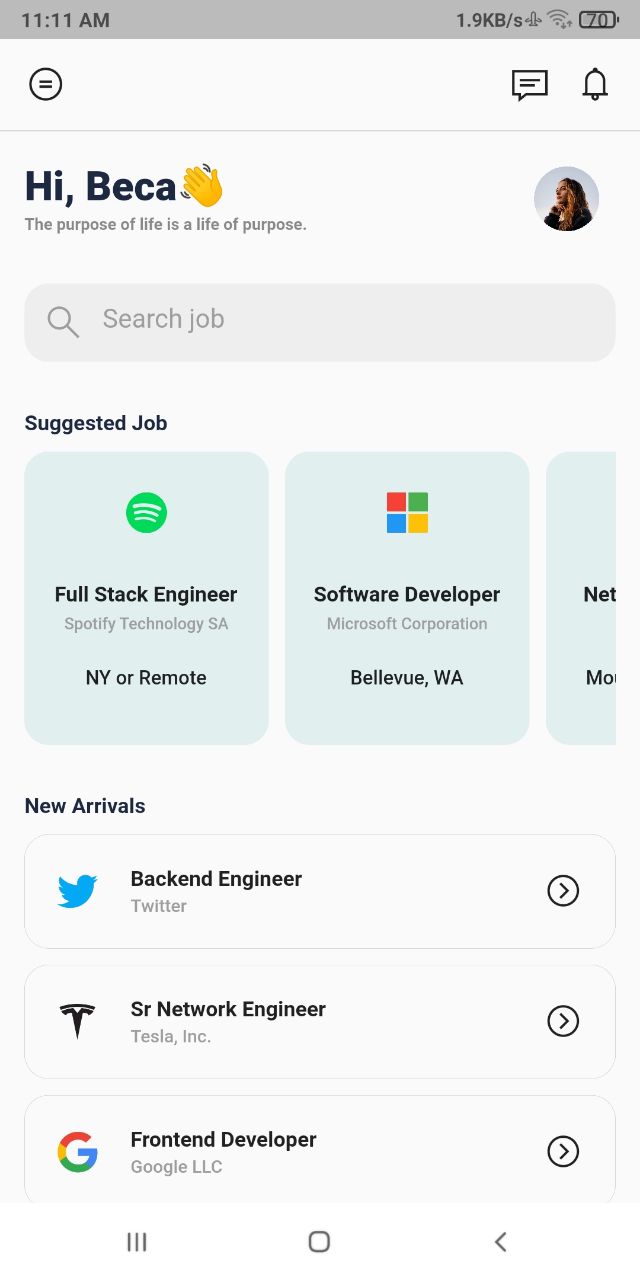 11:11 AM 1.9KB/s 70
Hi, Beca👋
The purpose of life is a life of purpose.
Search job
Suggested Job
Full Stack Engineer
Spotify Technology SA
NY or Remote
Software Developer
Microsoft Corporation
Bellevue, WA
Net
Mou
New Arrivals
Backend Engineer
Twitter
Sr Network Engineer
Tesla, Inc.
Frontend Developer
Google LLC